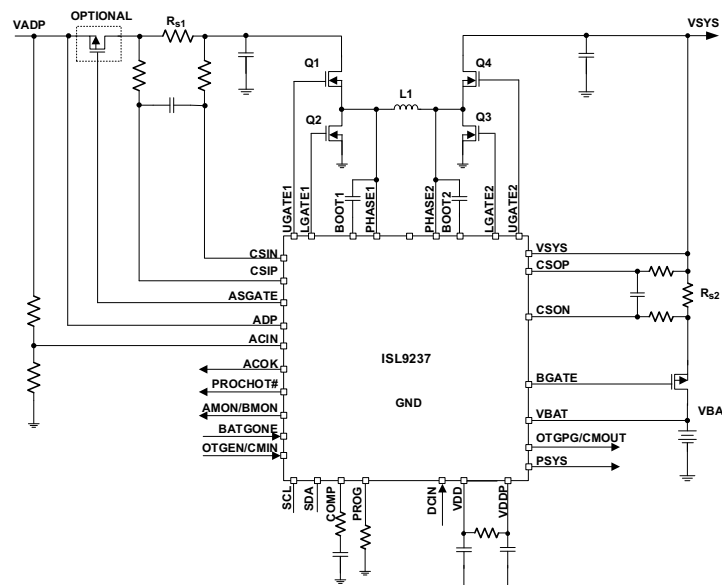 OPTIONAL
VADP
Rs1
VSYS
Q1
Q4
L1
Q2
Q3
UGATE1
LGATE1
BOOT1
PHASE1
PHASE2
BOOT2
LGATE2
UGATE2
CSIN
CSIP
ASGATE
ADP
ACIN
ACOK
PROCHOT#
AMON/BMON
BATGONE
OTGEN/CMIN
VSYS
CSOP
Rs2
CSON
ISL9237
GND
BGATE
VBAT
VBA
OTGPG/CMOUT
PSYS
SCL
SDA
COMP
PROG
DCIN
VDD
VDDP